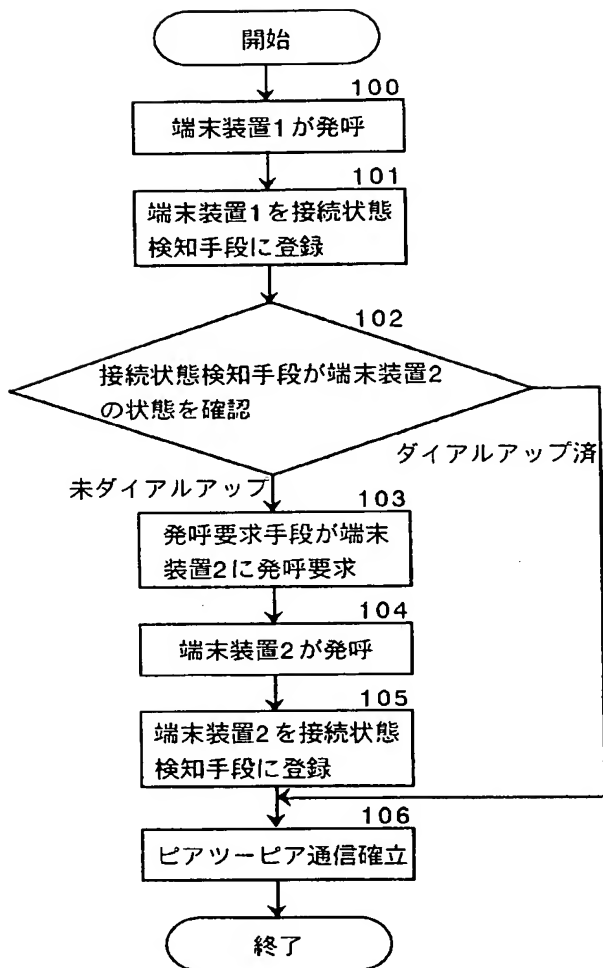 開始
100
端末装置1が発呼
101
端末装置1を接続状態
検知手段に登録
102
接続状態検知手段が端末装置2
の状態を確認
ダイアルアップ済
未ダイアルアップ
103
発呼要求手段が端末
装置2に発呼要求
104
端末装置2が発呼
105
端末装置2を接続状態
検知手段に登録
106
ピアツーピア通信確立
終了